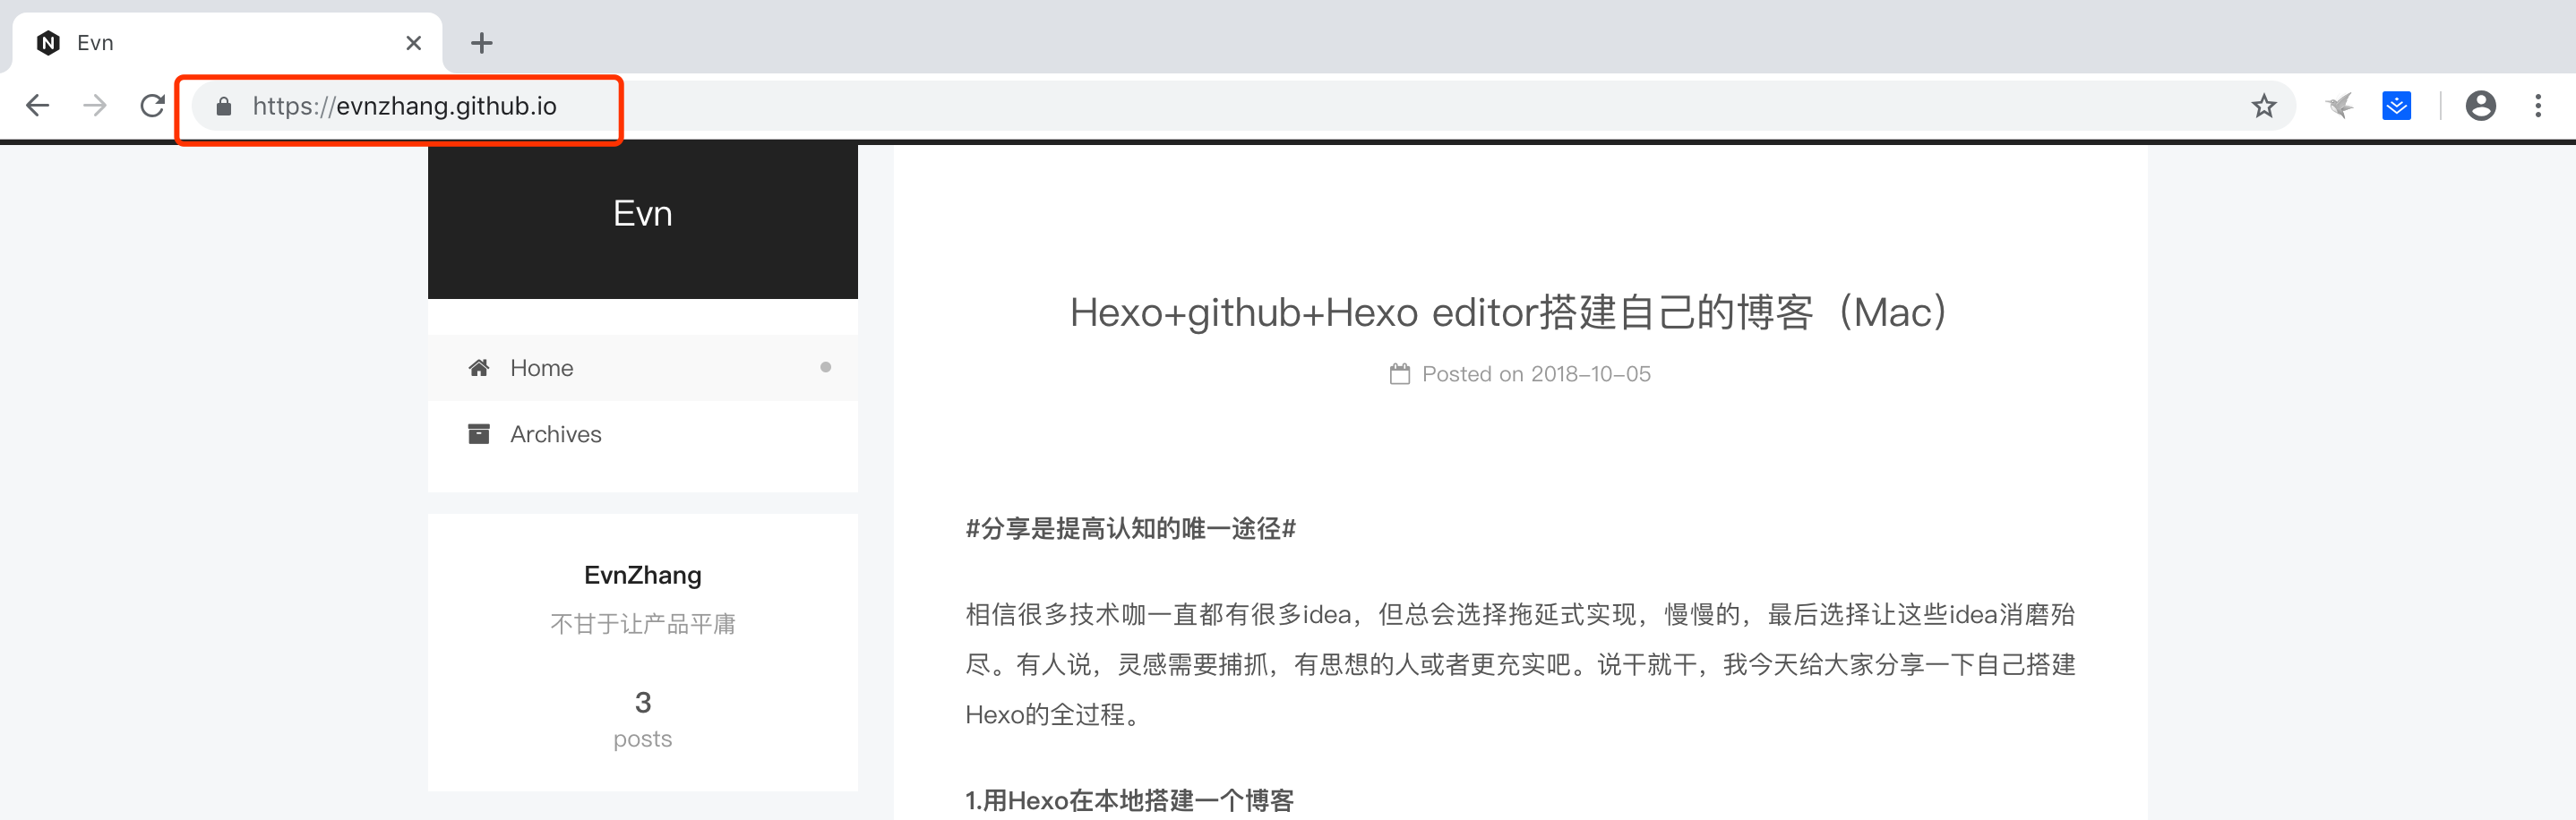 Evn
https://evnzhang.github.io
Evn
Home
Archives
EvnZhang
不甘于让产品平庸
3
posts
Hexo+github+Hexo editor搭建自己的博客（Mac）
Posted on 2018-10-05
#分享是提高认知的唯一途径#
相信很多技术咖一直都有很多idea，但总会选择拖延式实现，慢慢的，最后选择让这些idea消磨殆
尽。有人说，灵感需要捕抓，有思想的人或者更充实吧。说干就干，我今天给大家分享一下自己搭建
Hexo的全过程。
1.用Hexo在本地搭建一个博客